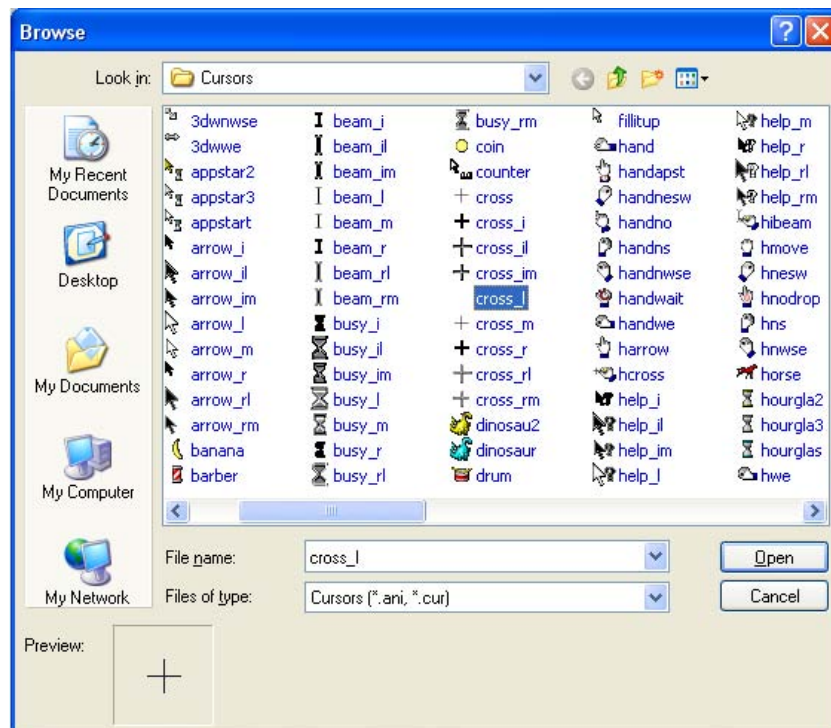 Browse
Look in: Cursors
My Recent Documents
Desktop
My Documents
My Computer
My Network
3dwnwse
3dwwe
appstar2
appstar3
appstart
arrow_i
arrow_il
arrow_im
arrow_l
arrow_m
arrow_r
arrow_rl
arrow_rm
banana
barber
beam_i
beam_il
beam_im
beam_l
beam_m
beam_r
beam_rl
beam_rm
busy_i
busy_il
busy_im
busy_l
busy_m
busy_r
busy_rl
busy_rm
coin
counter
cross
cross_i
cross_il
cross_im
cross_l
cross_m
cross_r
cross_rl
cross_rm
dinosau2
dinosaur
drum
fillitup
hand
handapst
handnesw
handno
handns
handnwse
handwait
handwe
harrow
hcross
help_i
help_il
help_im
help_l
help_m
help_r
help_rl
help_rm
hibeam
hmove
hnesw
hnodrop
hns
hnwse
horse
hourgla2
hourgla3
hourglas
hwe
File name: cross_l Open
Files of type: Cursors (*.ani, *.cur) Cancel
Preview: